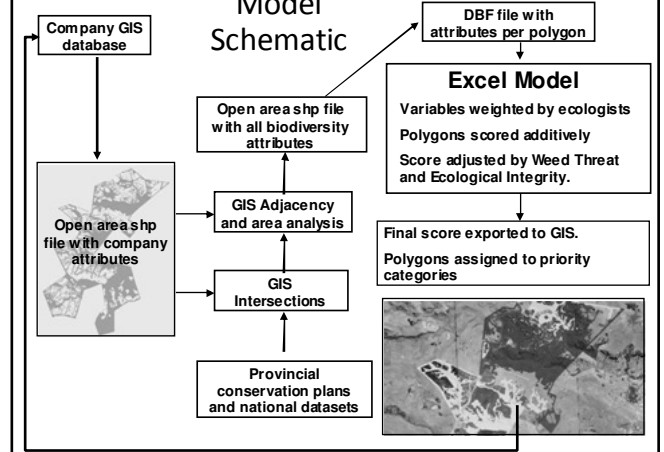 Model
Schematic
Company GIS
database
DBF file with
attributes per polygon
Excel Model
Variables weighted by ecologists
Polygons scored additively
Score adjusted by Weed Threat
and Ecological Integrity.
Open area shp file
with all biodiversity
attributes
Open area shp
file with company
attributes
GIS Adjacency
and area analysis
Final score exported to GIS.
Polygons assigned to priority
categories
GIS
Intersections
Provincial
conservation plans
and national datasets